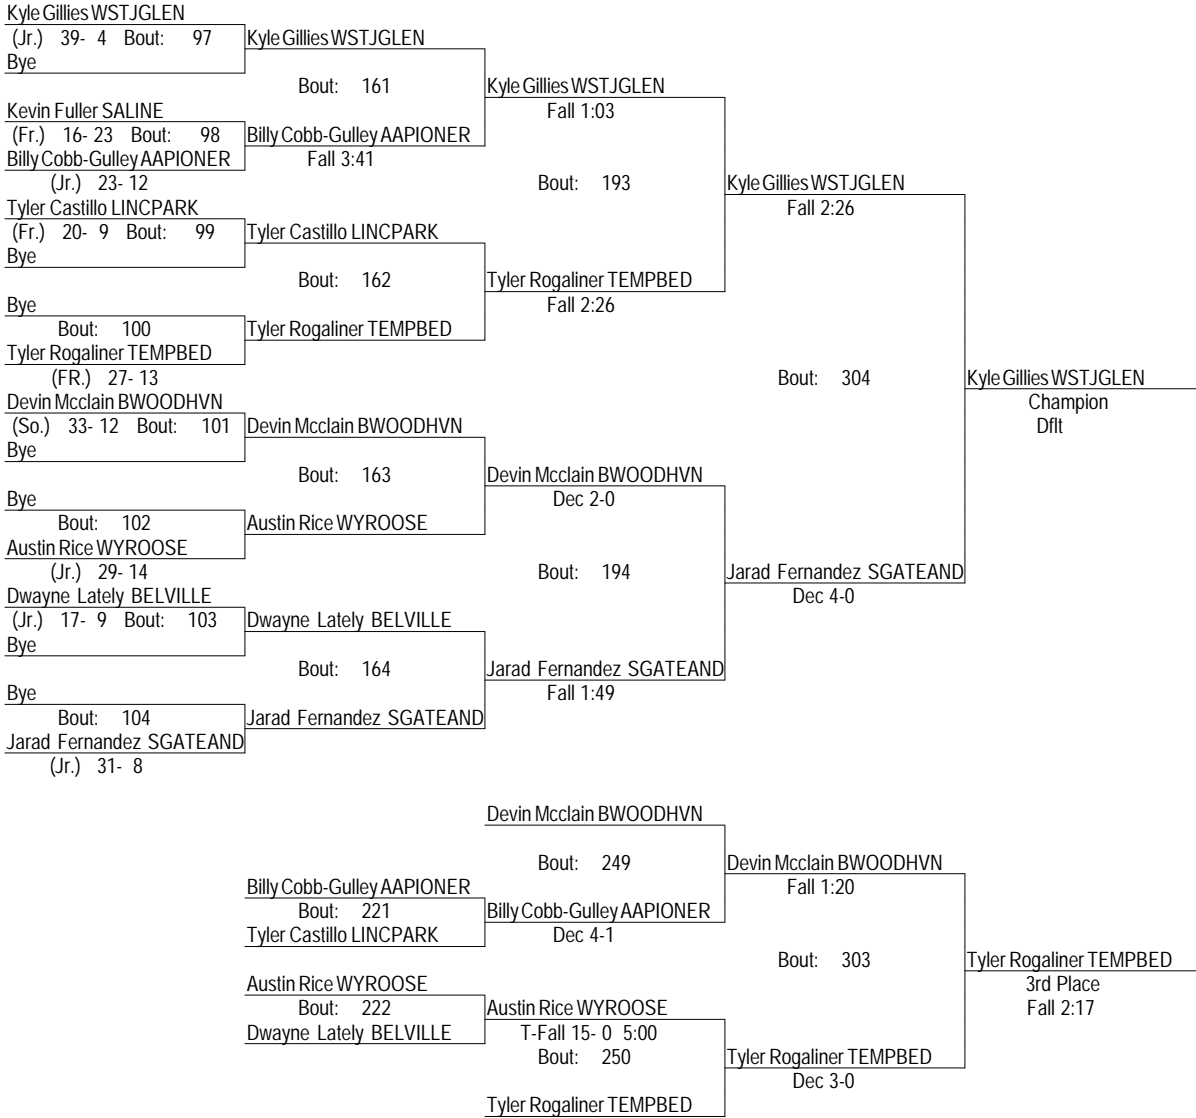 Kyle Gillies WSTJGLEN
(Jr.) 39- 4 Bout: 97
Kyle Gillies WSTJGLEN
Bye
Bout: 161
Kyle Gillies WSTJGLEN
Kevin Fuller SALINE
Fall 1:03
(Fr.) 16- 23 Bout: 98
Billy Cobb-Gulley AAPIONER
Billy Cobb-Gulley AAPIONER
Fall 3:41
(Jr.) 23- 12
Bout: 193
Kyle Gillies WSTJGLEN
Tyler Castillo LINCPARK
Fall 2:26
(Fr.) 20- 9 Bout: 99
Tyler Castillo LINCPARK
Bye
Bout: 162
Tyler Rogaliner TEMPBED
Bye
Fall 2:26
Bout: 100
Tyler Rogaliner TEMPBED
Tyler Rogaliner TEMPBED
(FR.) 27- 13
Bout: 304
Kyle Gillies WSTJGLEN
Devin Mcclain BWOODHVN
Champion
(So.) 33- 12 Bout: 101
Devin Mcclain BWOODHVN
Dflt
Bye
Bout: 163
Devin Mcclain BWOODHVN
Bye
Dec 2-0
Bout: 102
Austin Rice WYROOSE
Austin Rice WYROOSE
(Jr.) 29- 14
Bout: 194
Jarad Fernandez SGATEAND
Dwayne Lately BELVILLE
Dec 4-0
(Jr.) 17- 9 Bout: 103
Dwayne Lately BELVILLE
Bye
Bout: 164
Jarad Fernandez SGATEAND
Bye
Fall 1:49
Bout: 104
Jarad Fernandez SGATEAND
Jarad Fernandez SGATEAND
(Jr.) 31- 8
Devin Mcclain BWOODHVN
Bout: 249
Devin Mcclain BWOODHVN
Billy Cobb-Gulley AAPIONER
Fall 1:20
Bout: 221
Billy Cobb-Gulley AAPIONER
Tyler Castillo LINCPARK
Dec 4-1
Bout: 303
Tyler Rogaliner TEMPBED
Austin Rice WYROOSE
3rd Place
Bout: 222
Austin Rice WYROOSE
Fall 2:17
Dwayne Lately BELVILLE
T-Fall 15- 0 5:00
Bout: 250
Tyler Rogaliner TEMPBED
Dec 3-0
Tyler Rogaliner TEMPBED